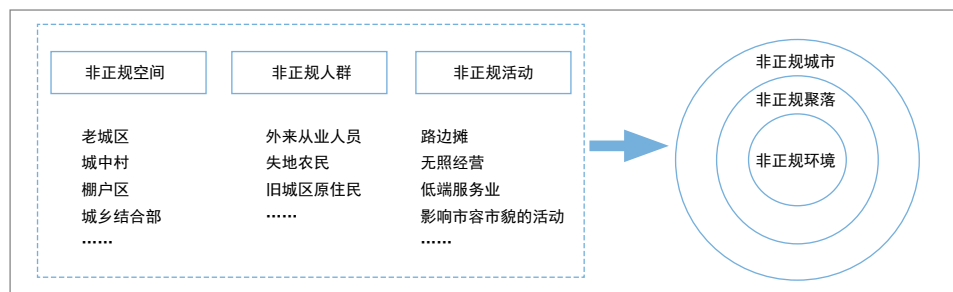 非正规空间
非正规人群
非正规活动
老城区
城中村
棚户区
城乡结合部
……
外来从业人员
失地农民
旧城区原住民
……
路边摊
无照经营
低端服务业
影响市容市貌的活动
……
非正规城市
非正规聚落
非正规环境